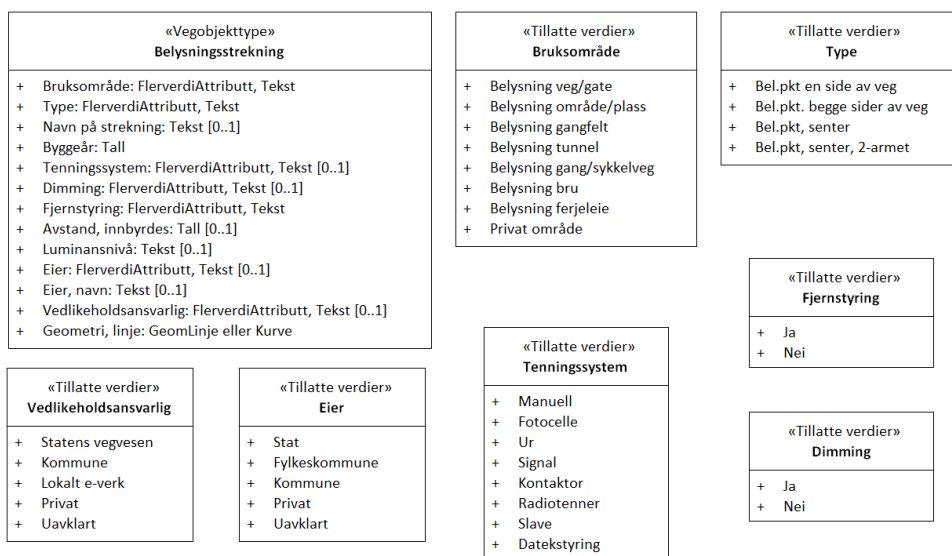 «Vegobjekttype»
Belysningsstrekning
+ Bruksområde: FlerverdiAttributt, Tekst
+ Type: FlerverdiAttributt, Tekst
+ Navn på strekning: Tekst [0..1]
+ Byggeår: Tall
+ Tenningssystem: FlerverdiAttributt, Tekst [0..1]
+ Dimming: FlerverdiAttributt, Tekst [0..1]
+ Fjernstyring: FlerverdiAttributt, Tekst
+ Avstand, innbyrdes: Tall [0..1]
+ Luminansnivå: Tekst [0..1]
+ Eier: FlerverdiAttributt, Tekst [0..1]
+ Eier, navn: Tekst [0..1]
+ Vedlikeholdsansvarlig: FlerverdiAttributt, Tekst [0..1]
+ Geometri, linje: GeomLinje eller Kurve
«Tillatte verdier»
Bruksområde
+ Belysning veg/gate
+ Belysning område/plass
+ Belysning gangfelt
+ Belysning tunnel
+ Belysning gang/sykkelveg
+ Belysning bru
+ Belysning ferjeleie
+ Privat område
«Tillatte verdier»
Type
+ Bel.pkt en side av veg
+ Bel.pkt. begge sider av veg
+ Bel.pkt, senter
+ Bel.pkt, senter, 2-armet
«Tillatte verdier»
Fjernstyring
+ Ja
+ Nei
«Tillatte verdier»
Vedlikeholdsansvarlig
+ Statens vegvesen
+ Kommune
+ Lokalt e-verk
+ Privat
+ Uavklart
«Tillatte verdier»
Eier
+ Stat
+ Fylkeskommune
+ Kommune
+ Privat
+ Uavklart
«Tillatte verdier»
Tenningssystem
+ Manuell
+ Fotocelle
+ Ur
+ Signal
+ Kontaktor
+ Radiotenner
+ Slave
+ Datekstyring
«Tillatte verdier»
Dimming
+ Ja
+ Nei